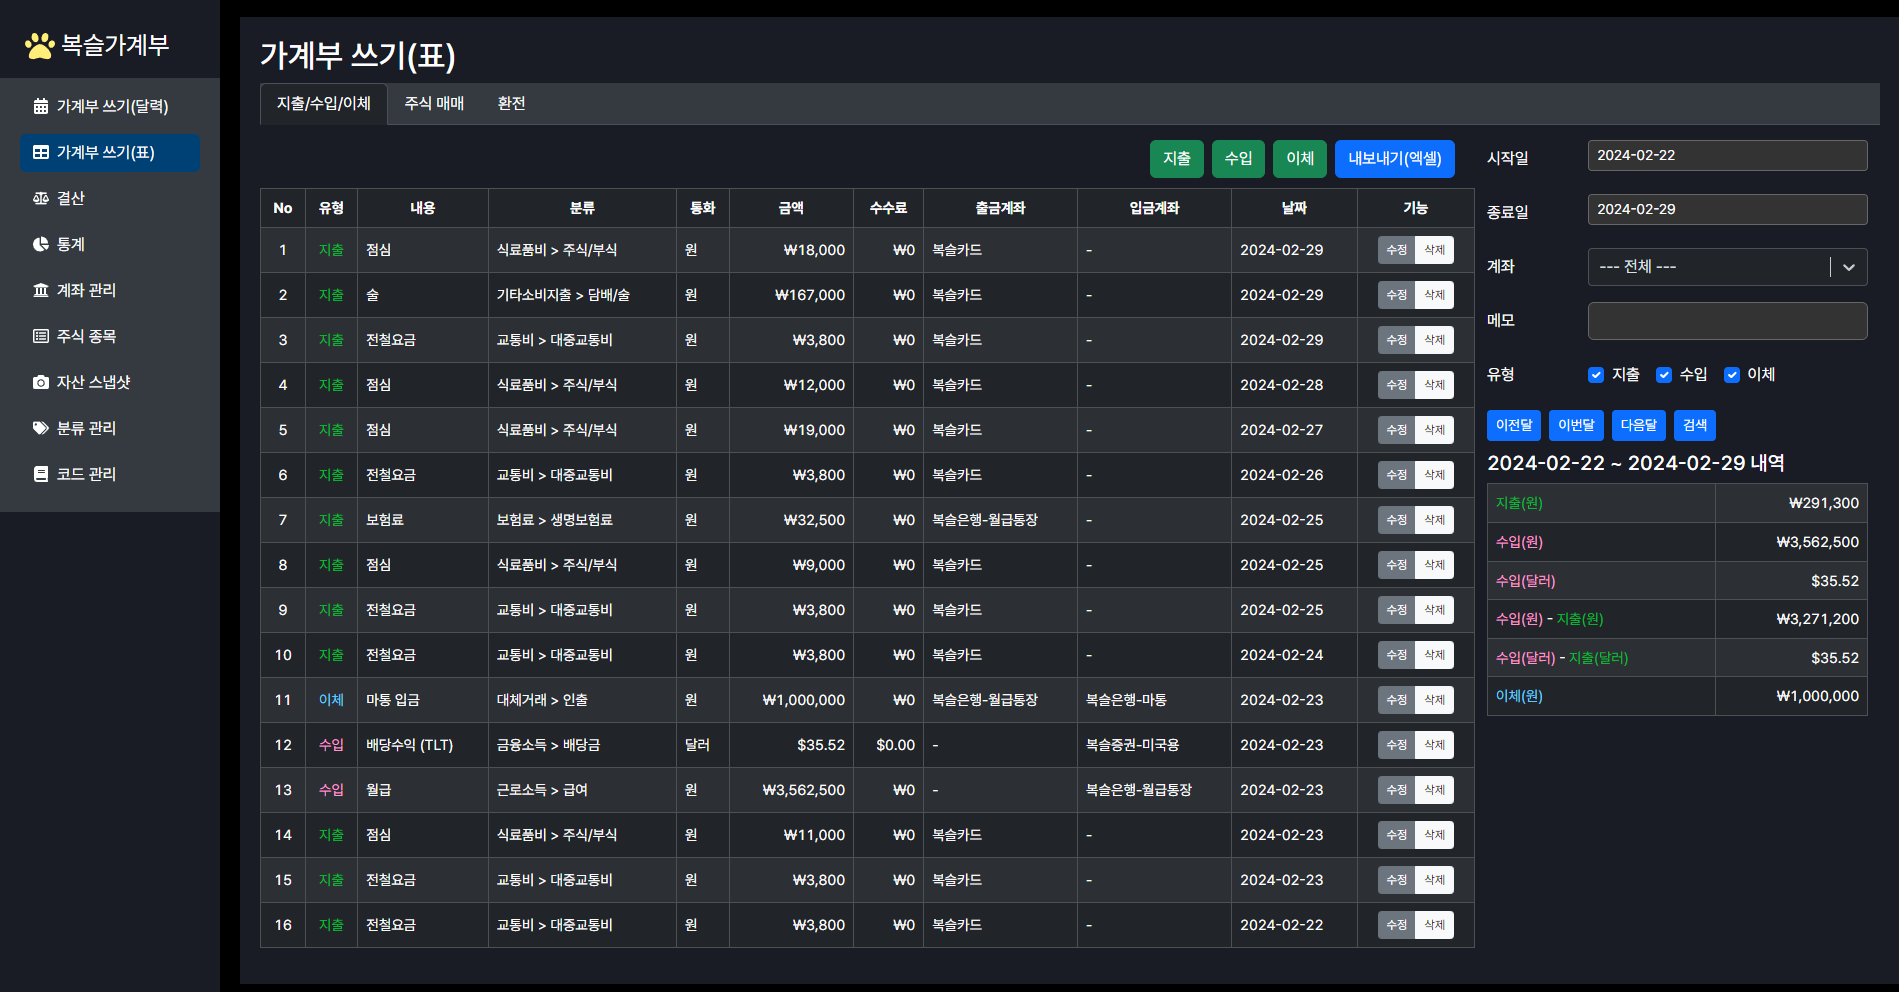 복슬가계부
가계부 쓰기(달력)
가계부 쓰기(표)
결산
통계
계좌 관리
주식 종목
자산 스냅샷
분류 관리
코드 관리
가계부 쓰기(표)
지출/수입/이체 주식 매매 환전
지출 수입 이체 내보내기(엑셀)
No 유형 내용 분류 통화 금액 수수료 출금계좌 입금계좌 날짜 기능
1 지출 점심 식료품비 > 주식/부식 원 ₩18,000 ₩0 복슬카드 - 2024-02-29 수정 삭제
2 지출 술 기타소비지출 > 담배/술 원 ₩167,000 ₩0 복슬카드 - 2024-02-29 수정 삭제
3 지출 전철요금 교통비 > 대중교통비 원 ₩3,800 ₩0 복슬카드 - 2024-02-29 수정 삭제
4 지출 점심 식료품비 > 주식/부식 원 ₩12,000 ₩0 복슬카드 - 2024-02-28 수정 삭제
5 지출 점심 식료품비 > 주식/부식 원 ₩19,000 ₩0 복슬카드 - 2024-02-27 수정 삭제
6 지출 전철요금 교통비 > 대중교통비 원 ₩3,800 ₩0 복슬카드 - 2024-02-26 수정 삭제
7 지출 보험료 보험료 > 생명보험료 원 ₩32,500 ₩0 복슬은행-월급통장 - 2024-02-25 수정 삭제
8 지출 점심 식료품비 > 주식/부식 원 ₩9,000 ₩0 복슬카드 - 2024-02-25 수정 삭제
9 지출 전철요금 교통비 > 대중교통비 원 ₩3,800 ₩0 복슬카드 - 2024-02-25 수정 삭제
10 지출 전철요금 교통비 > 대중교통비 원 ₩3,800 ₩0 복슬카드 - 2024-02-24 수정 삭제
11 이체 마통 입금 대체거래 > 인출 원 ₩1,000,000 ₩0 복슬은행-월급통장 복슬은행-마통 2024-02-23 수정 삭제
12 수입 배당수익 (TLT) 금융소득 > 배당금 달러 $35.52 $0.00 - 복슬증권-미국용 2024-02-23 수정 삭제
13 수입 월급 근로소득 > 급여 원 ₩3,562,500 ₩0 - 복슬은행-월급통장 2024-02-23 수정 삭제
14 지출 점심 식료품비 > 주식/부식 원 ₩11,000 ₩0 복슬카드 - 2024-02-23 수정 삭제
15 지출 전철요금 교통비 > 대중교통비 원 ₩3,800 ₩0 복슬카드 - 2024-02-23 수정 삭제
16 지출 전철요금 교통비 > 대중교통비 원 ₩3,800 ₩0 복슬카드 - 2024-02-22 수정 삭제
시작일 2024-02-22
종료일 2024-02-29
계좌 --- 전체 ---
메모
유형 지출 수입 이체
이전달 이번달 다음달 검색
2024-02-22 ~ 2024-02-29 내역
지출(원) ₩291,300
수입(원) ₩3,562,500
수입(달러) $35.52
수입(원) - 지출(원) ₩3,271,200
수입(달러) - 지출(달러) $35.52
이체(원) ₩1,000,000